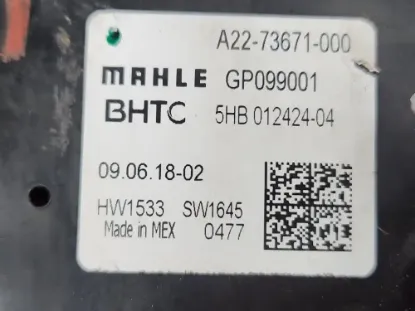 A22-73671-000
MAHLE GP099001
BHTC 5HB 012424-04
09.06.18-02
HW1533 SW1645
Made in MEX 0477